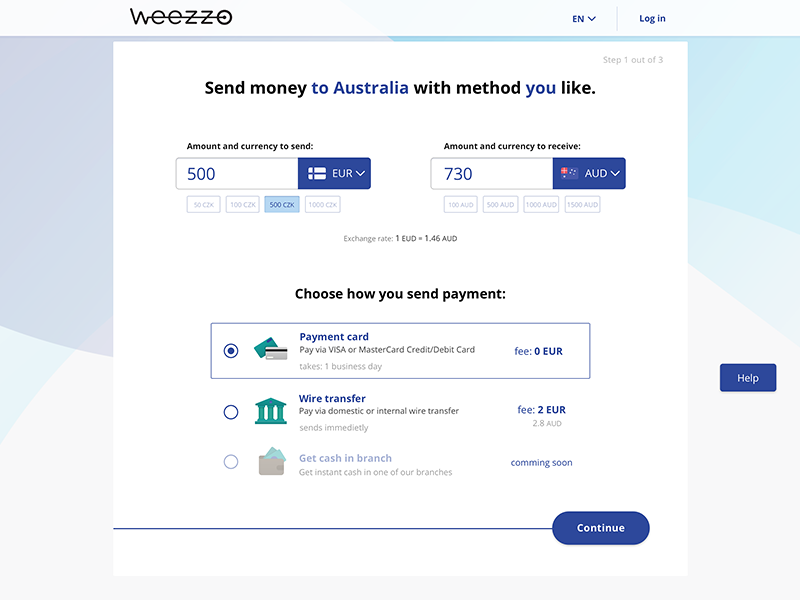 weezzo
EN
Log in
Step 1 out of 3
Send money to Australia with method you like.
Amount and currency to send:
500
EUR
50 CZK
100 CZK
500 CZK
1000 CZK
Amount and currency to receive:
730
AUD
100 AUD
500 AUD
1000 AUD
1500 AUD
Exchange rate: 1 EUD = 1.46 AUD
Choose how you send payment:
Payment card
Pay via VISA or MasterCard Credit/Debit Card
takes: 1 business day
fee: 0 EUR
Wire transfer
Pay via domestic or internal wire transfer
sends immedietly
fee: 2 EUR
2.8 AUD
Get cash in branch
Get instant cash in one of our branches
comming soon
Help
Continue